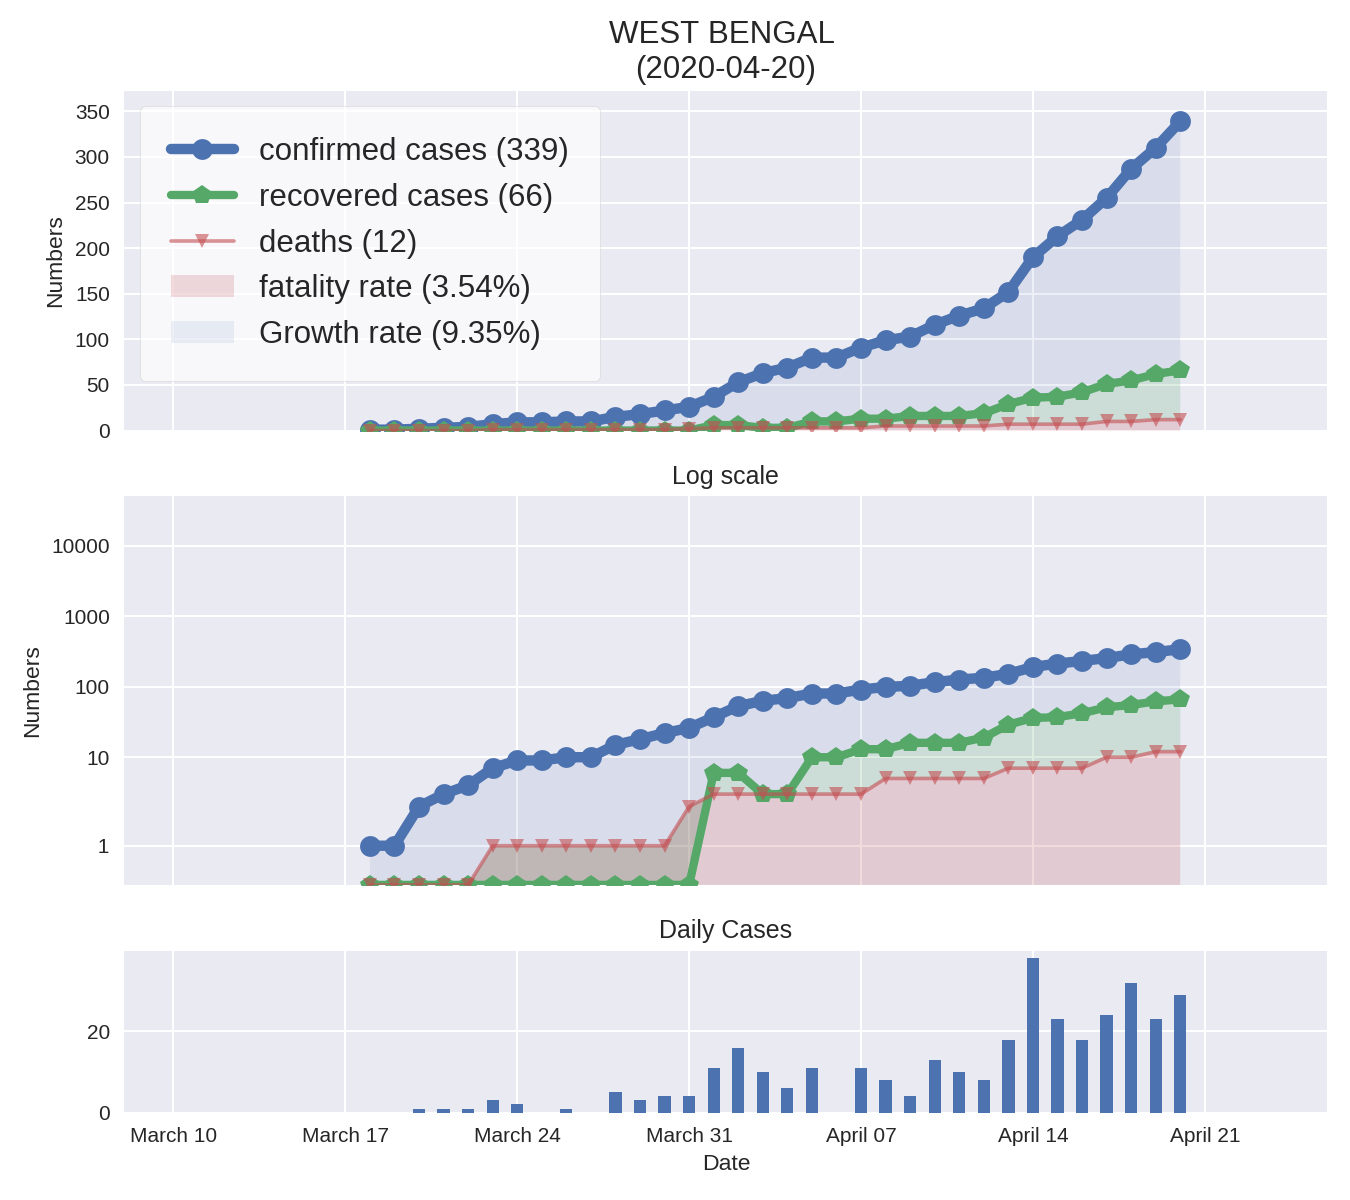 WEST BENGAL
(2020-04-20)
350
300
250
200
150
100
50
0
Numbers
confirmed cases (339)
recovered cases (66)
deaths (12)
fatality rate (3.54%)
Growth rate (9.35%)
Log scale
10000
1000
100
10
1
Numbers
Daily Cases
20
0
March 10 March 17 March 24 March 31 April 07 April 14 April 21
Date